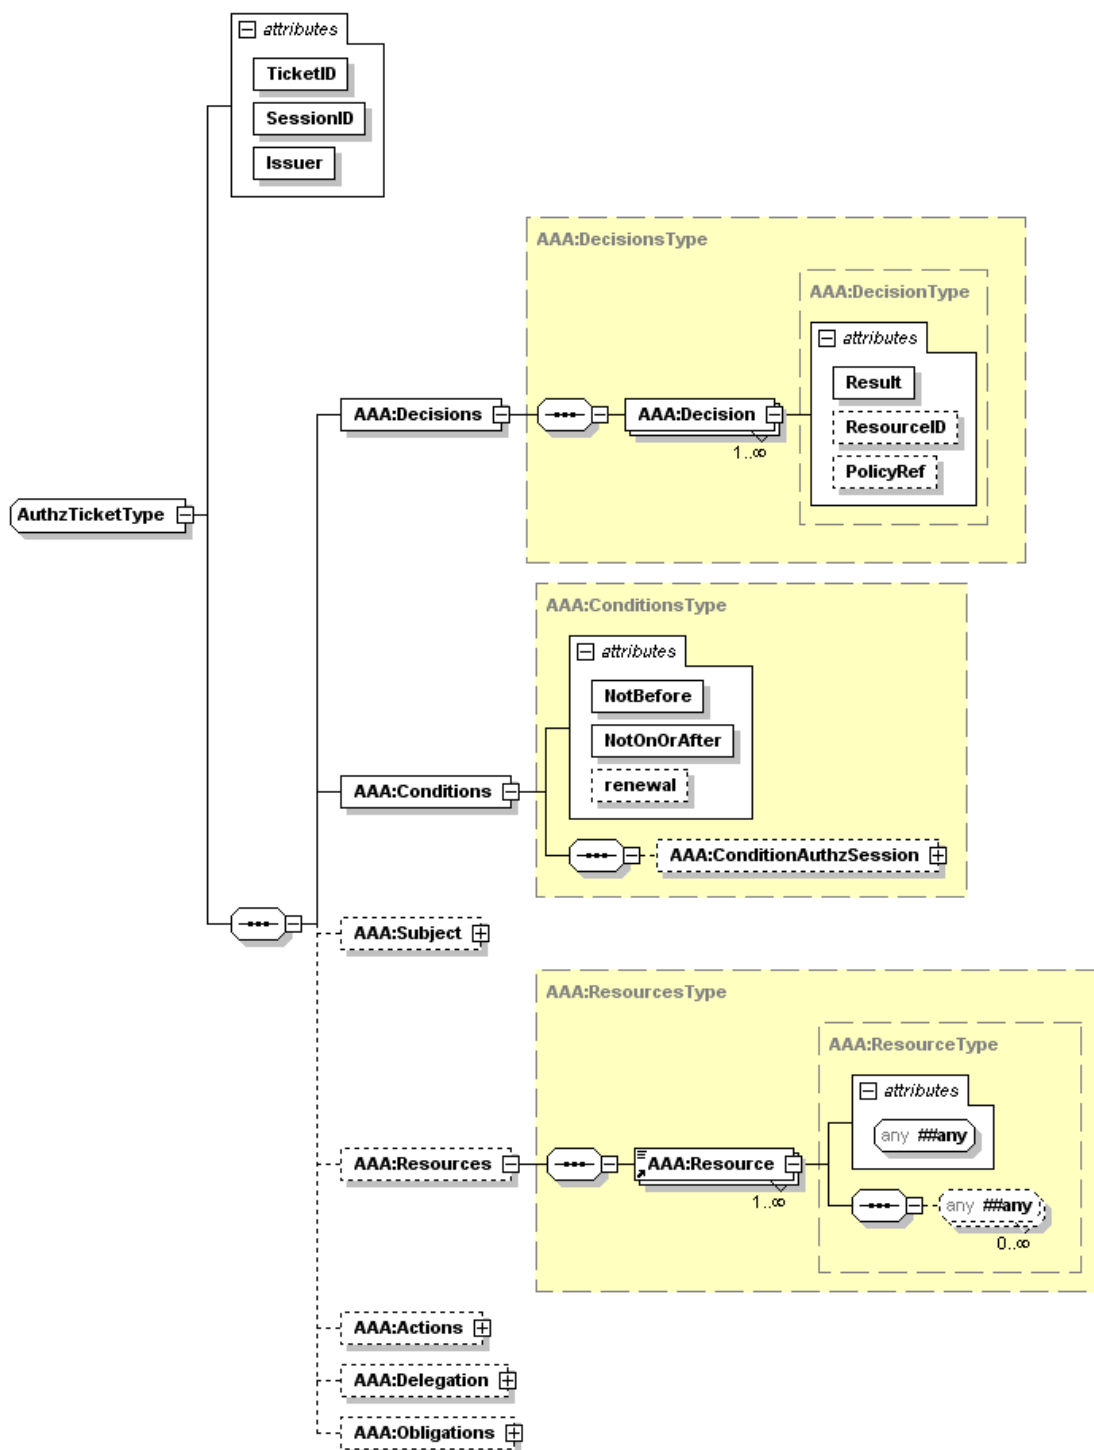 attributes
TicketID
SessionID
Issuer
AAA:DecisionsType
AAA:DecisionType
attributes
Result
AAA:Decisions
AAA:Decision
ResourceID
1..∞
PolicyRef
AuthzTicketType
AAA:ConditionsType
attributes
NotBefore
NotOnOrAfter
AAA:Conditions
renewal
AAA:ConditionAuthzSession
AAA:Subject
AAA:ResourcesType
AAA:ResourceType
attributes
any ##any
AAA:Resources
AAA:Resource
1..∞
any ##any
0..∞
AAA:Actions
AAA:Delegation
AAA:Obligations